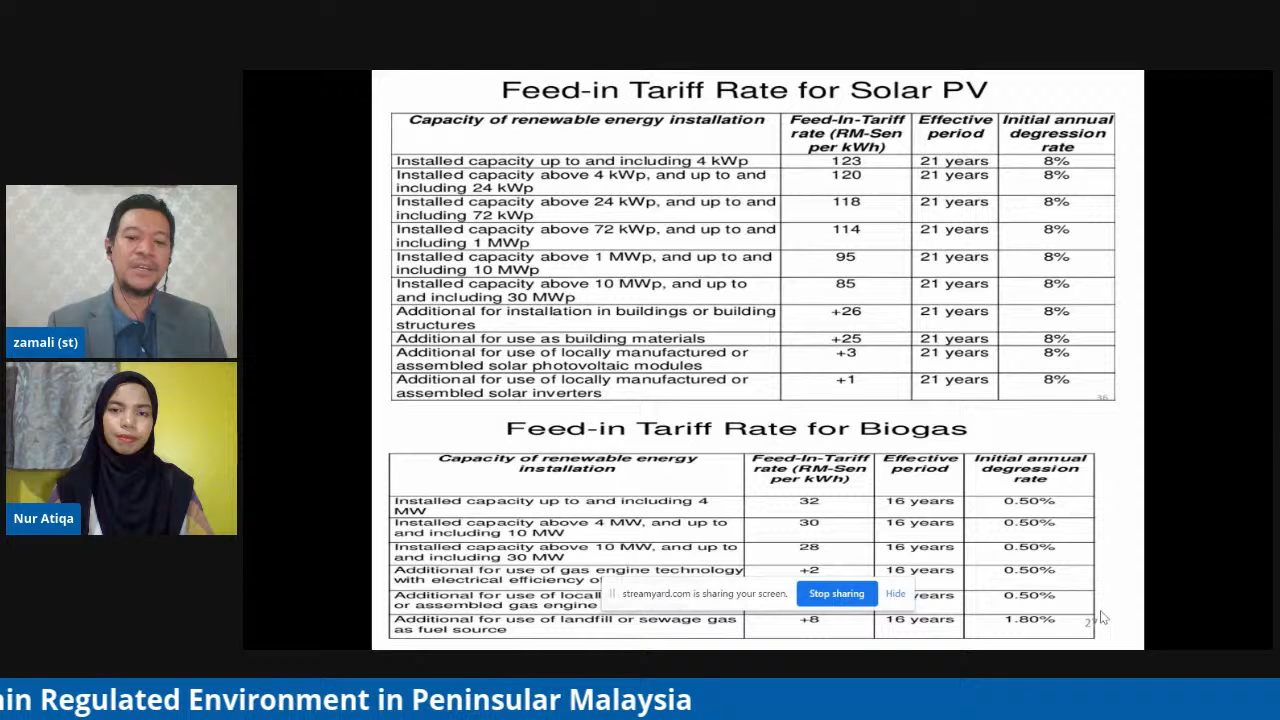 Feed-in Tariff Rate for Solar PV
Capacity of renewable energy installation
Feed-In-Tariff rate (RM-Sen per kWh)
Effective period
Initial annual degression rate
Installed capacity up to and including 4 kWp 123 21 years 8%
Installed capacity above 4 kWp, and up to and 120 21 years 8%
including 24 kWp
Installed capacity above 24 kWp, and up to and 118 21 years 8%
including 72 kWp
Installed capacity above 72 kWp, and up to and 114 21 years 8%
including 1 MWp
Installed capacity above 1 MWp, and up to and 95 21 years 8%
including 10 MWp
Installed capacity above 10 MWp, and up to 85 21 years 8%
and including 30 MWp
Additional for installation in buildings or building +26 21 years 8%
structures
Additional for use as building materials +25 21 years 8%
Additional for use of locally manufactured or +3 21 years 8%
assembled solar photovoltaic modules
Additional for use of locally manufactured or +1 21 years 8%
assembled solar inverters
36
Feed-in Tariff Rate for Biogas
Capacity of renewable energy installation
Feed-In-Tariff rate (RM-Sen per kWh)
Effective period
Initial annual degression rate
Installed capacity up to and including 4 32 16 years 0.50%
MW
Installed capacity above 4 MW, and up to 30 16 years 0.50%
and including 10 MW
Installed capacity above 10 MW, and up to 28 16 years 0.50%
and including 30 MW
Additional for use of gas engine technology +2 16 years 0.50%
with electrical efficiency
Additional for use of years 0.50%
or assembled gas engine
Additional for use of landfill or sewage gas +8 16 years 1.80%
as fuel source
27
streamyard.com is sharing your screen. Stop sharing Hide
zamali (st)
Nur Atiqa
Regulated Environment in Peninsular Malaysia